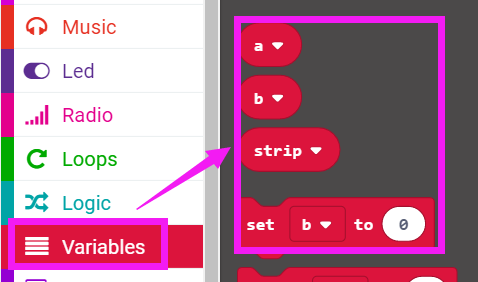 Music
Led
Radio
Loops
Logic
Variables
a
b
strip
set b to 0